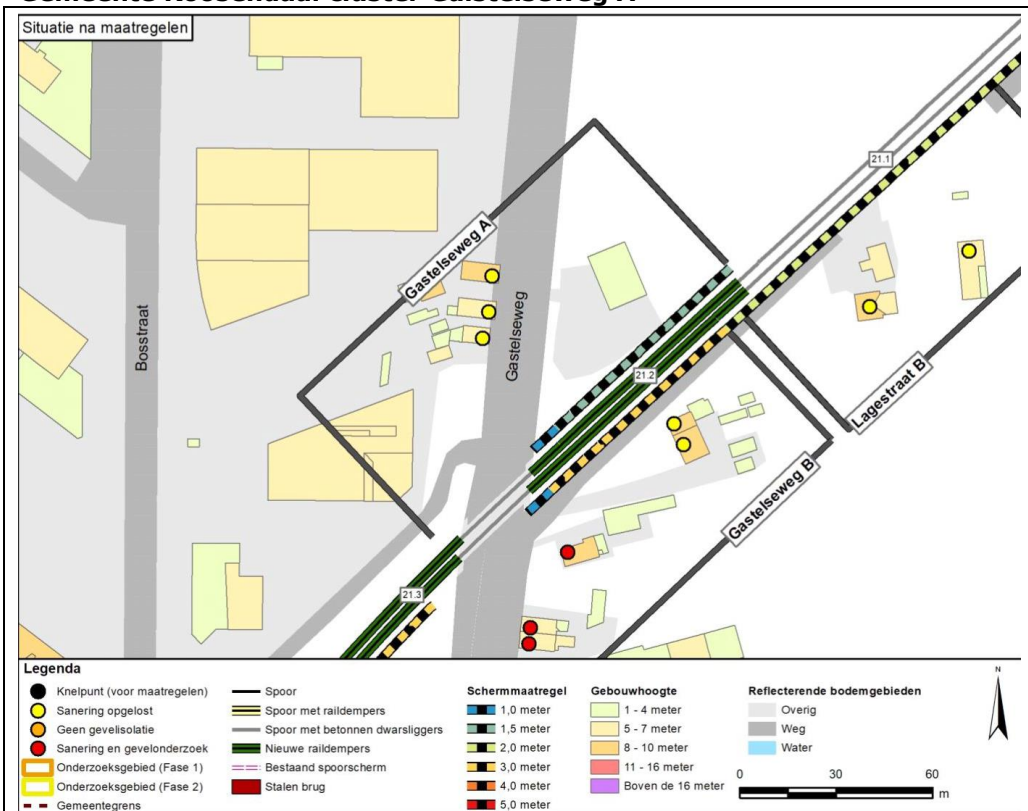 Situatie na maatregelen
21.1
Gastelseweg A
Bosstraat
Gastelseweg
21.2
Lagestraat B
Gastelseweg B
21.3
Legenda
Knelpunt (voor maatregelen)
Sanering opgelost
Geen gevelisolatie
Sanering en gevelonderzoek
Onderzoeksgebied (Fase 1)
Onderzoeksgebied (Fase 2)
Gemeentegrens
Spoor
Spoor met raildempers
Spoor met betonnen dwarsliggers
Nieuwe raildempers
Bestaand spoorscherm
Stalen brug
Schermmaatregel
1,0 meter
1,5 meter
2,0 meter
3,0 meter
4,0 meter
5,0 meter
Gebouwhoogte
1 - 4 meter
5 - 7 meter
8 - 10 meter
11 - 16 meter
Boven de 16 meter
Reflecterende bodemgebieden
Overig
Weg
Water
N
0 30 60
m